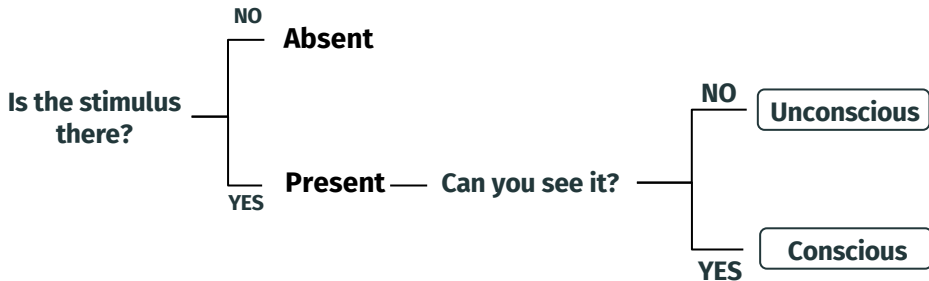 NO
Absent
Is the stimulus
there?
YES
Present
Can you see it?
NO
Unconscious
YES
Conscious